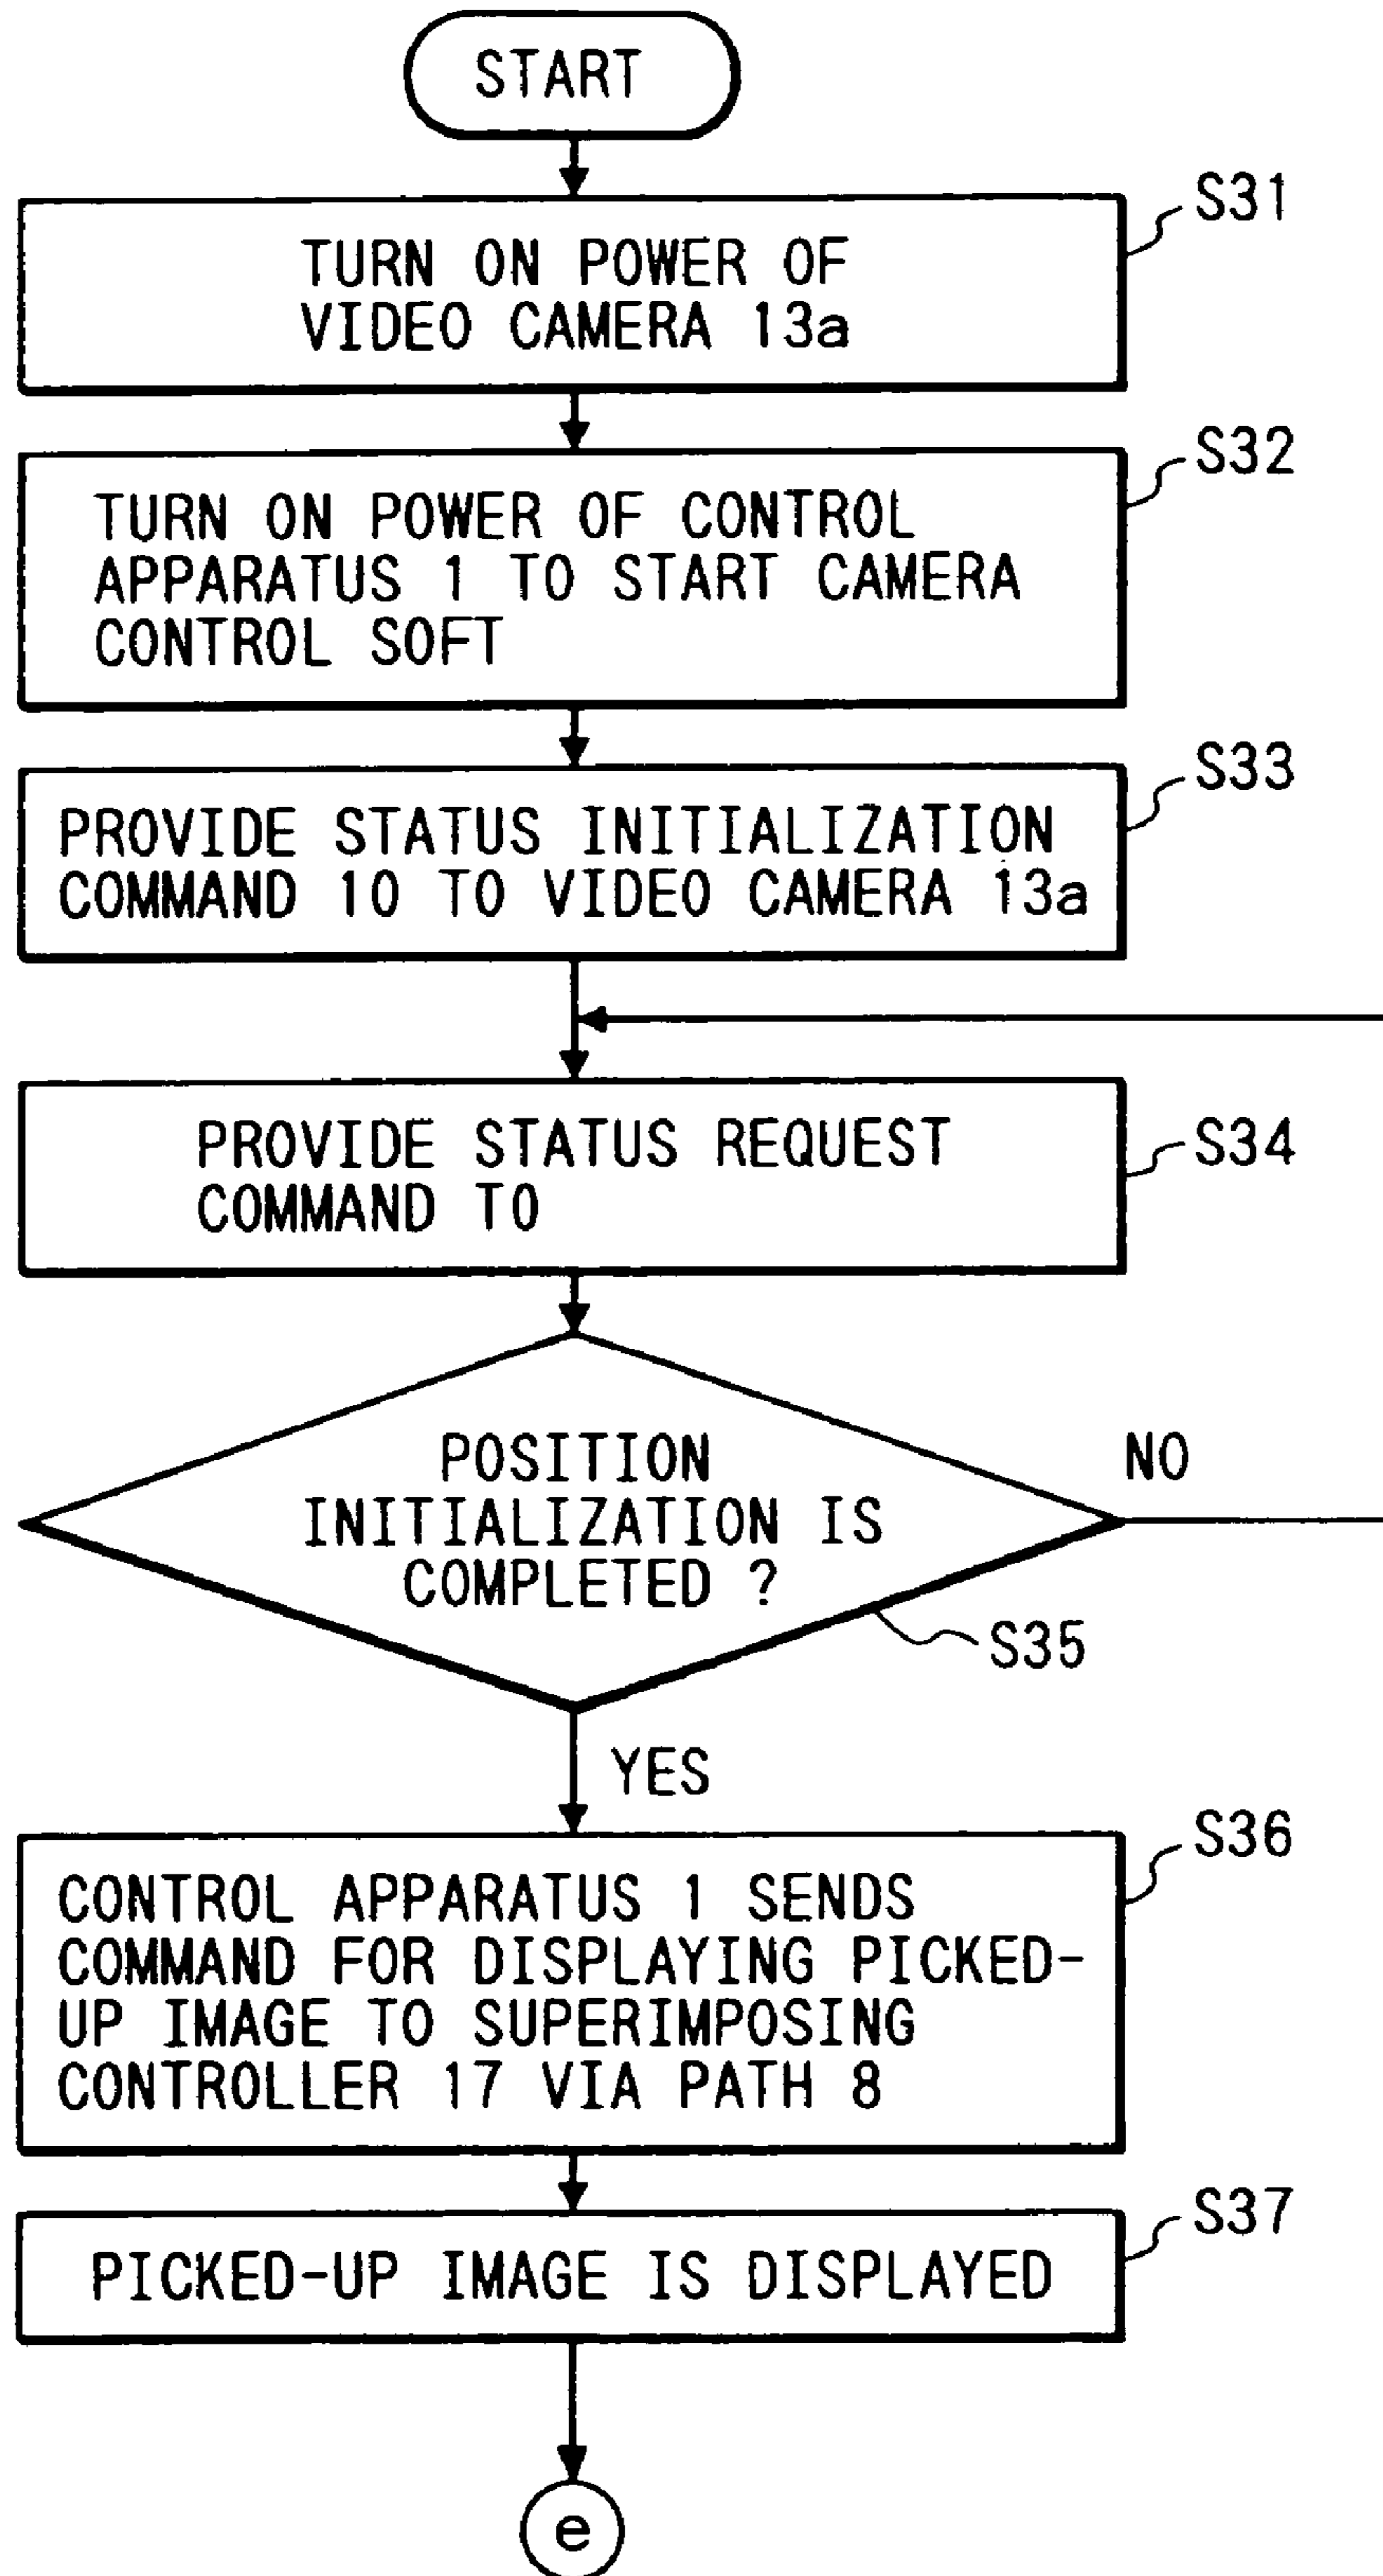 START
S31
TURN ON POWER OF
VIDEO CAMERA 13a
S32
TURN ON POWER OF CONTROL
APPARATUS 1 TO START CAMERA
CONTROL SOFT
S33
PROVIDE STATUS INITIALIZATION
COMMAND 10 TO VIDEO CAMERA 13a
S34
PROVIDE STATUS REQUEST
COMMAND TO
POSITION
INITIALIZATION IS
COMPLETED ?
NO
S35
YES
S36
CONTROL APPARATUS 1 SENDS
COMMAND FOR DISPLAYING PICKED-
UP IMAGE TO SUPERIMPOSING
CONTROLLER 17 VIA PATH 8
S37
PICKED-UP IMAGE IS DISPLAYED
e